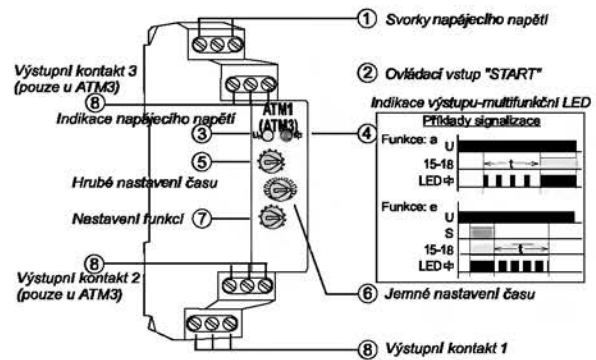 ① Svorky napájecího napětí
Výstupní kontakt 3
(pouze u ATM3)
⑧
② Ovládací vstup "START"
Indikace napájecího napětí
③
ATM1
(ATM3)
④
Indikace výstupu-multifunkční LED
Příklady signalizace
Funkce: a
U
15-18
t
LED
Funkce: e
U
S
15-18
t
LED
⑤
Hrubé nastavení času
Nastavení funkcí ⑦
⑧
Výstupní kontakt 2
(pouze u ATM3)
⑥ Jemné nastavení času
⑧ Výstupní kontakt 1